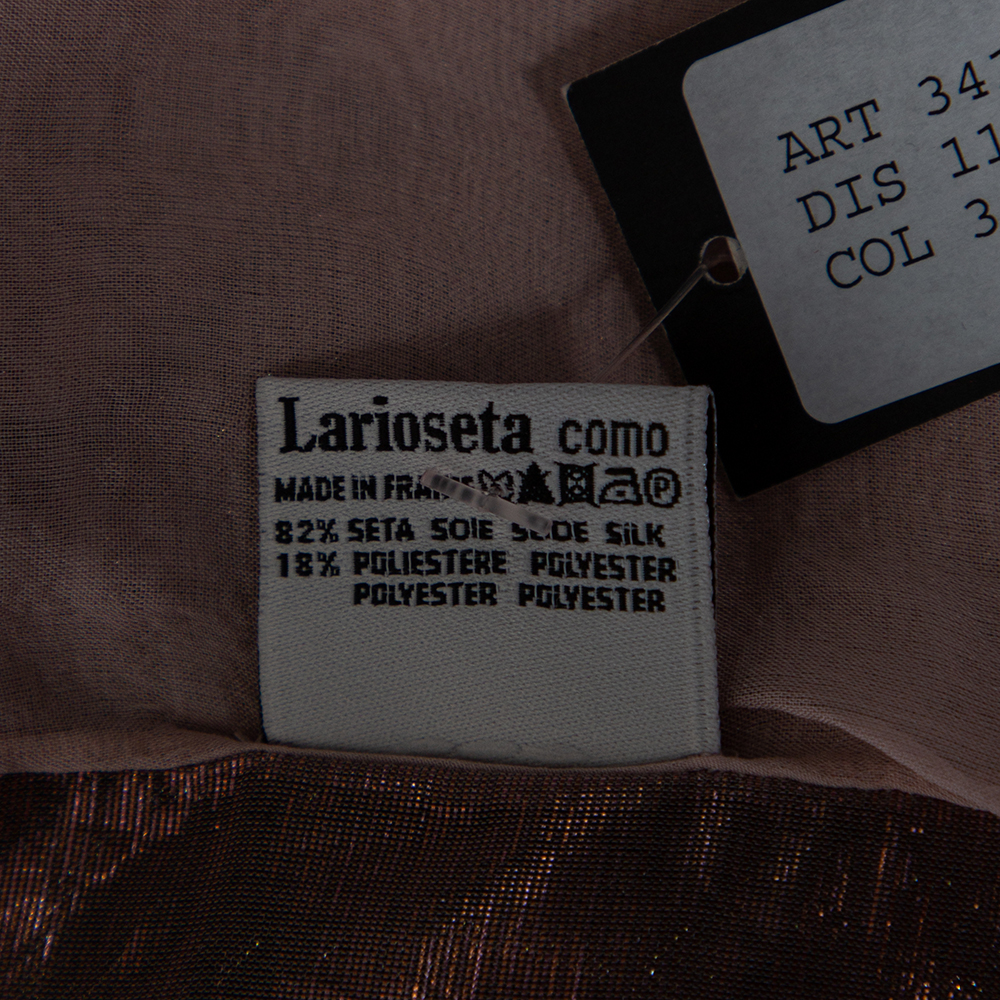 ART 34
DIS 11
COL 3
Larioseta como
MADE IN
82% SETA SOIE SILK
18% POLIESTERE POLYESTER
POLYESTER POLYESTER